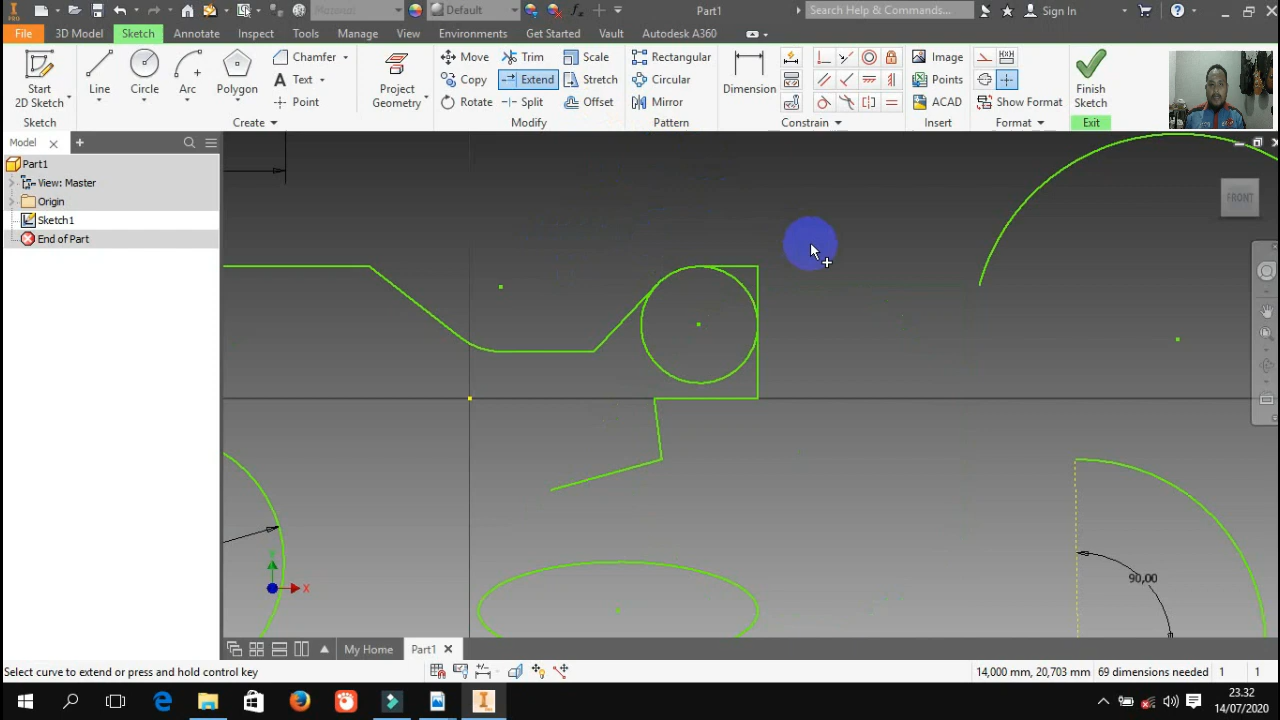 Material
Default
Part1
Search Help & Commands...
Sign In
File
3D Model
Sketch
Annotate
Inspect
Tools
Manage
View
Environments
Get Started
Vault
Autodesk A360
Start
2D Sketch
Line
Circle
Arc
Polygon
Chamfer
Text
Point
Project
Geometry
Move
Copy
Rotate
Trim
Extend
Split
Scale
Stretch
Offset
Rectangular
Circular
Mirror
Dimension
Image
Points
ACAD
Show Format
Finish
Sketch
Sketch
Create
Modify
Pattern
Constrain
Insert
Format
Exit
Model
Part1
View: Master
Origin
Sketch1
End of Part
FRONT
90,00
Y
X
My Home
Part1
Select curve to extend or press and hold control key
14,000 mm, 20,703 mm
69 dimensions needed
1
1
23.32
14/07/2020